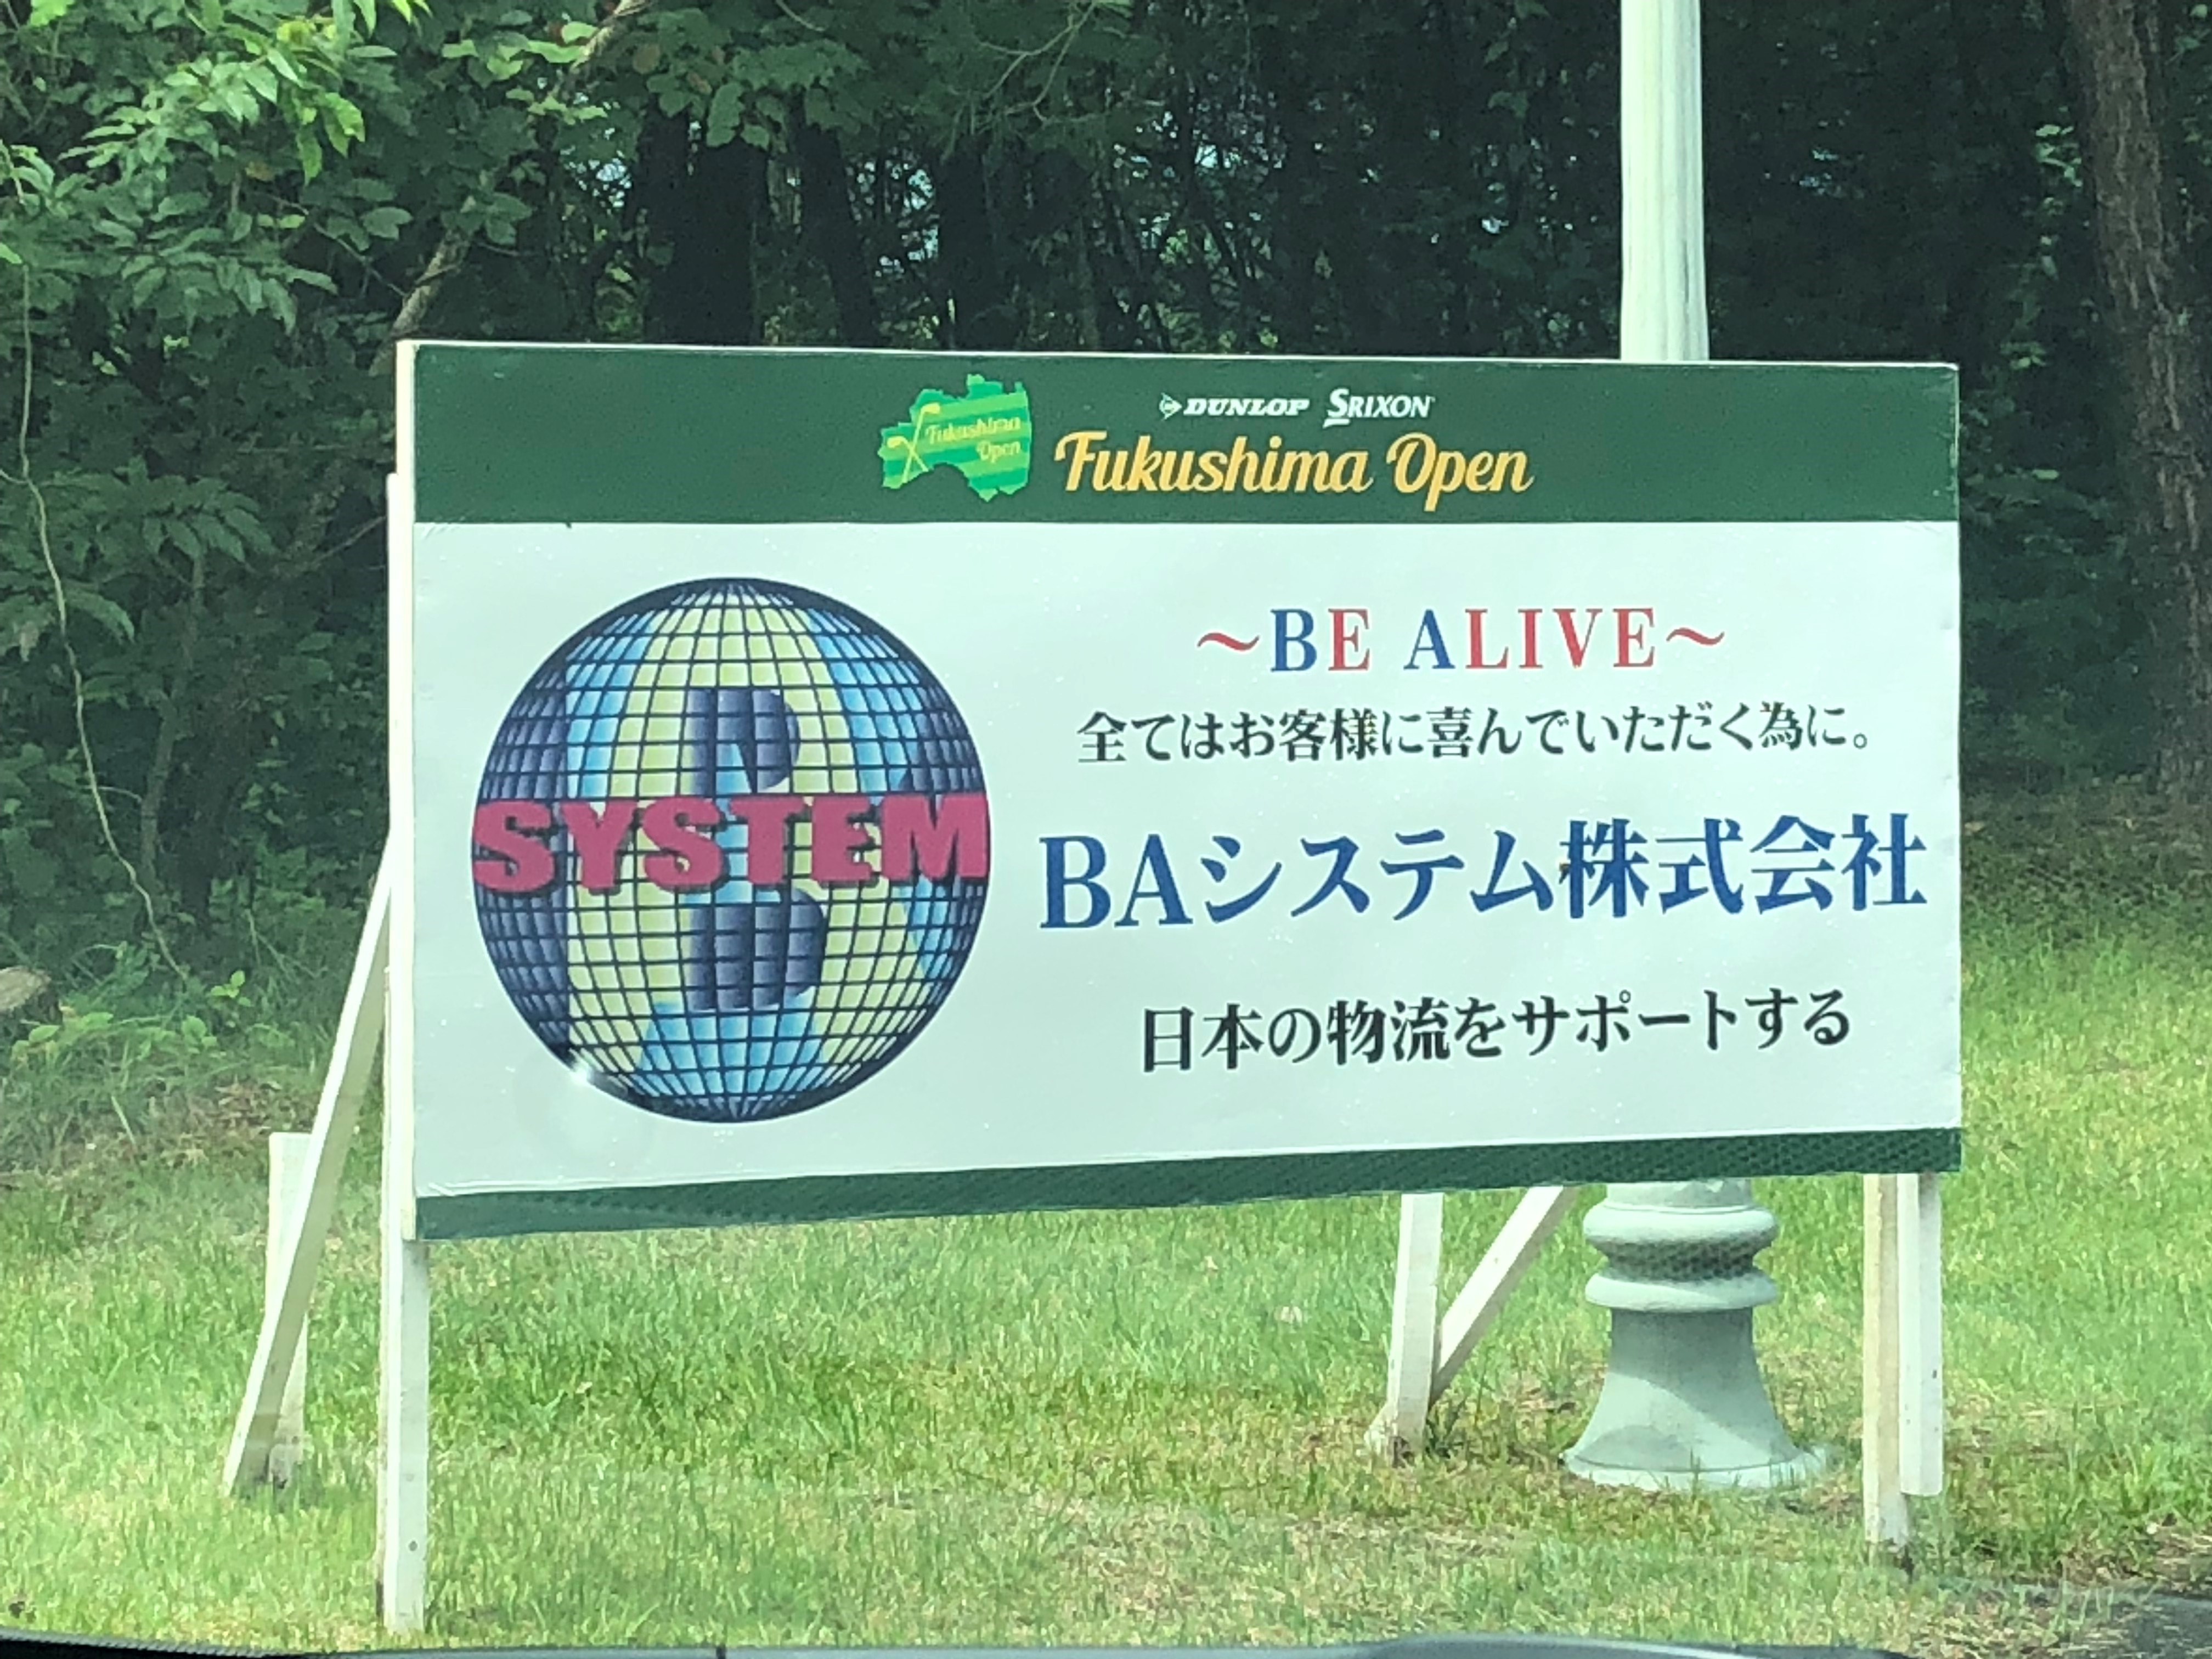 Fukushima
Open
DUNLOP SRIXON
Fukushima Open
B
SYSTEM
～BE ALIVE～
全てはお客様に喜んでいただく為に。
BAシステム株式会社
日本の物流をサポートする